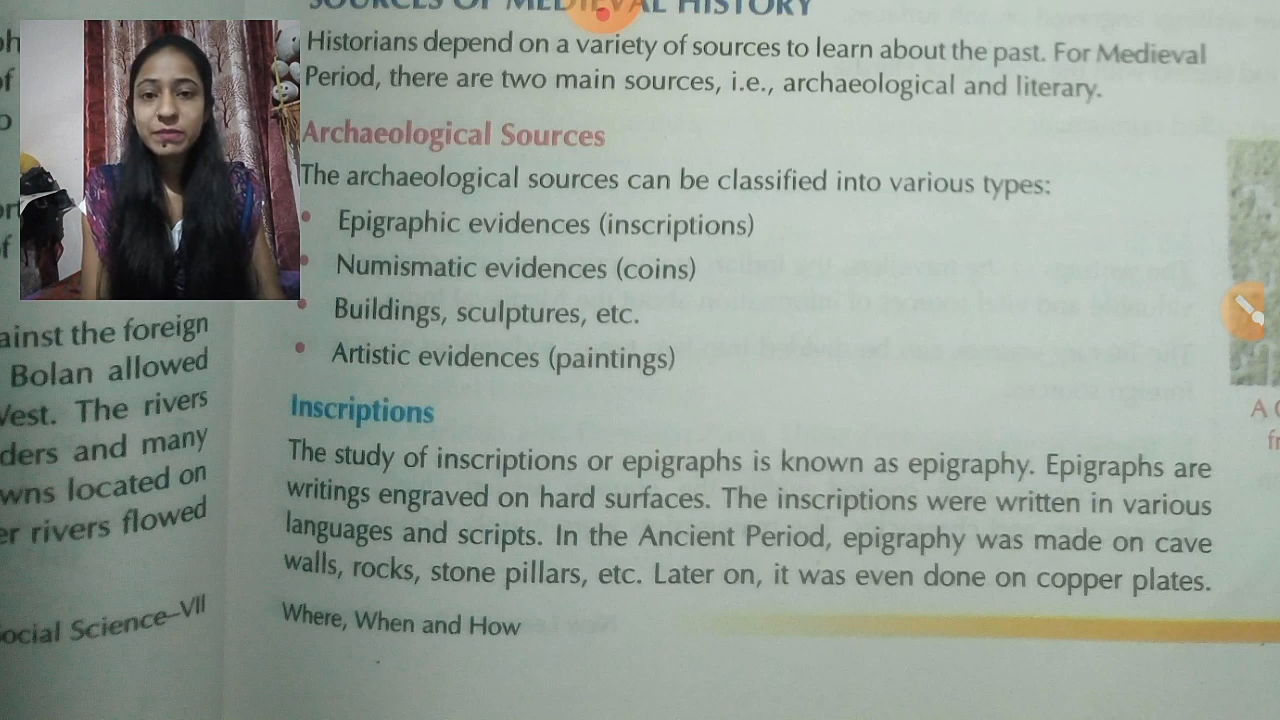 SOURCES OF MEDIEVAL HISTORY
Historians depend on a variety of sources to learn about the past. For Medieval
Period, there are two main sources, i.e., archaeological and literary.
Archaeological Sources
The archaeological sources can be classified into various types:
• Epigraphic evidences (inscriptions)
• Numismatic evidences (coins)
• Buildings, sculptures, etc.
• Artistic evidences (paintings)
Inscriptions
The study of inscriptions or epigraphs is known as epigraphy. Epigraphs are
writings engraved on hard surfaces. The inscriptions were written in various
languages and scripts. In the Ancient Period, epigraphy was made on cave
walls, rocks, stone pillars, etc. Later on, it was even done on copper plates.
Where, When and How
ainst the foreign
Bolan allowed
West. The rivers
ders and many
wns located on
er rivers flowed
ocial Science–VII